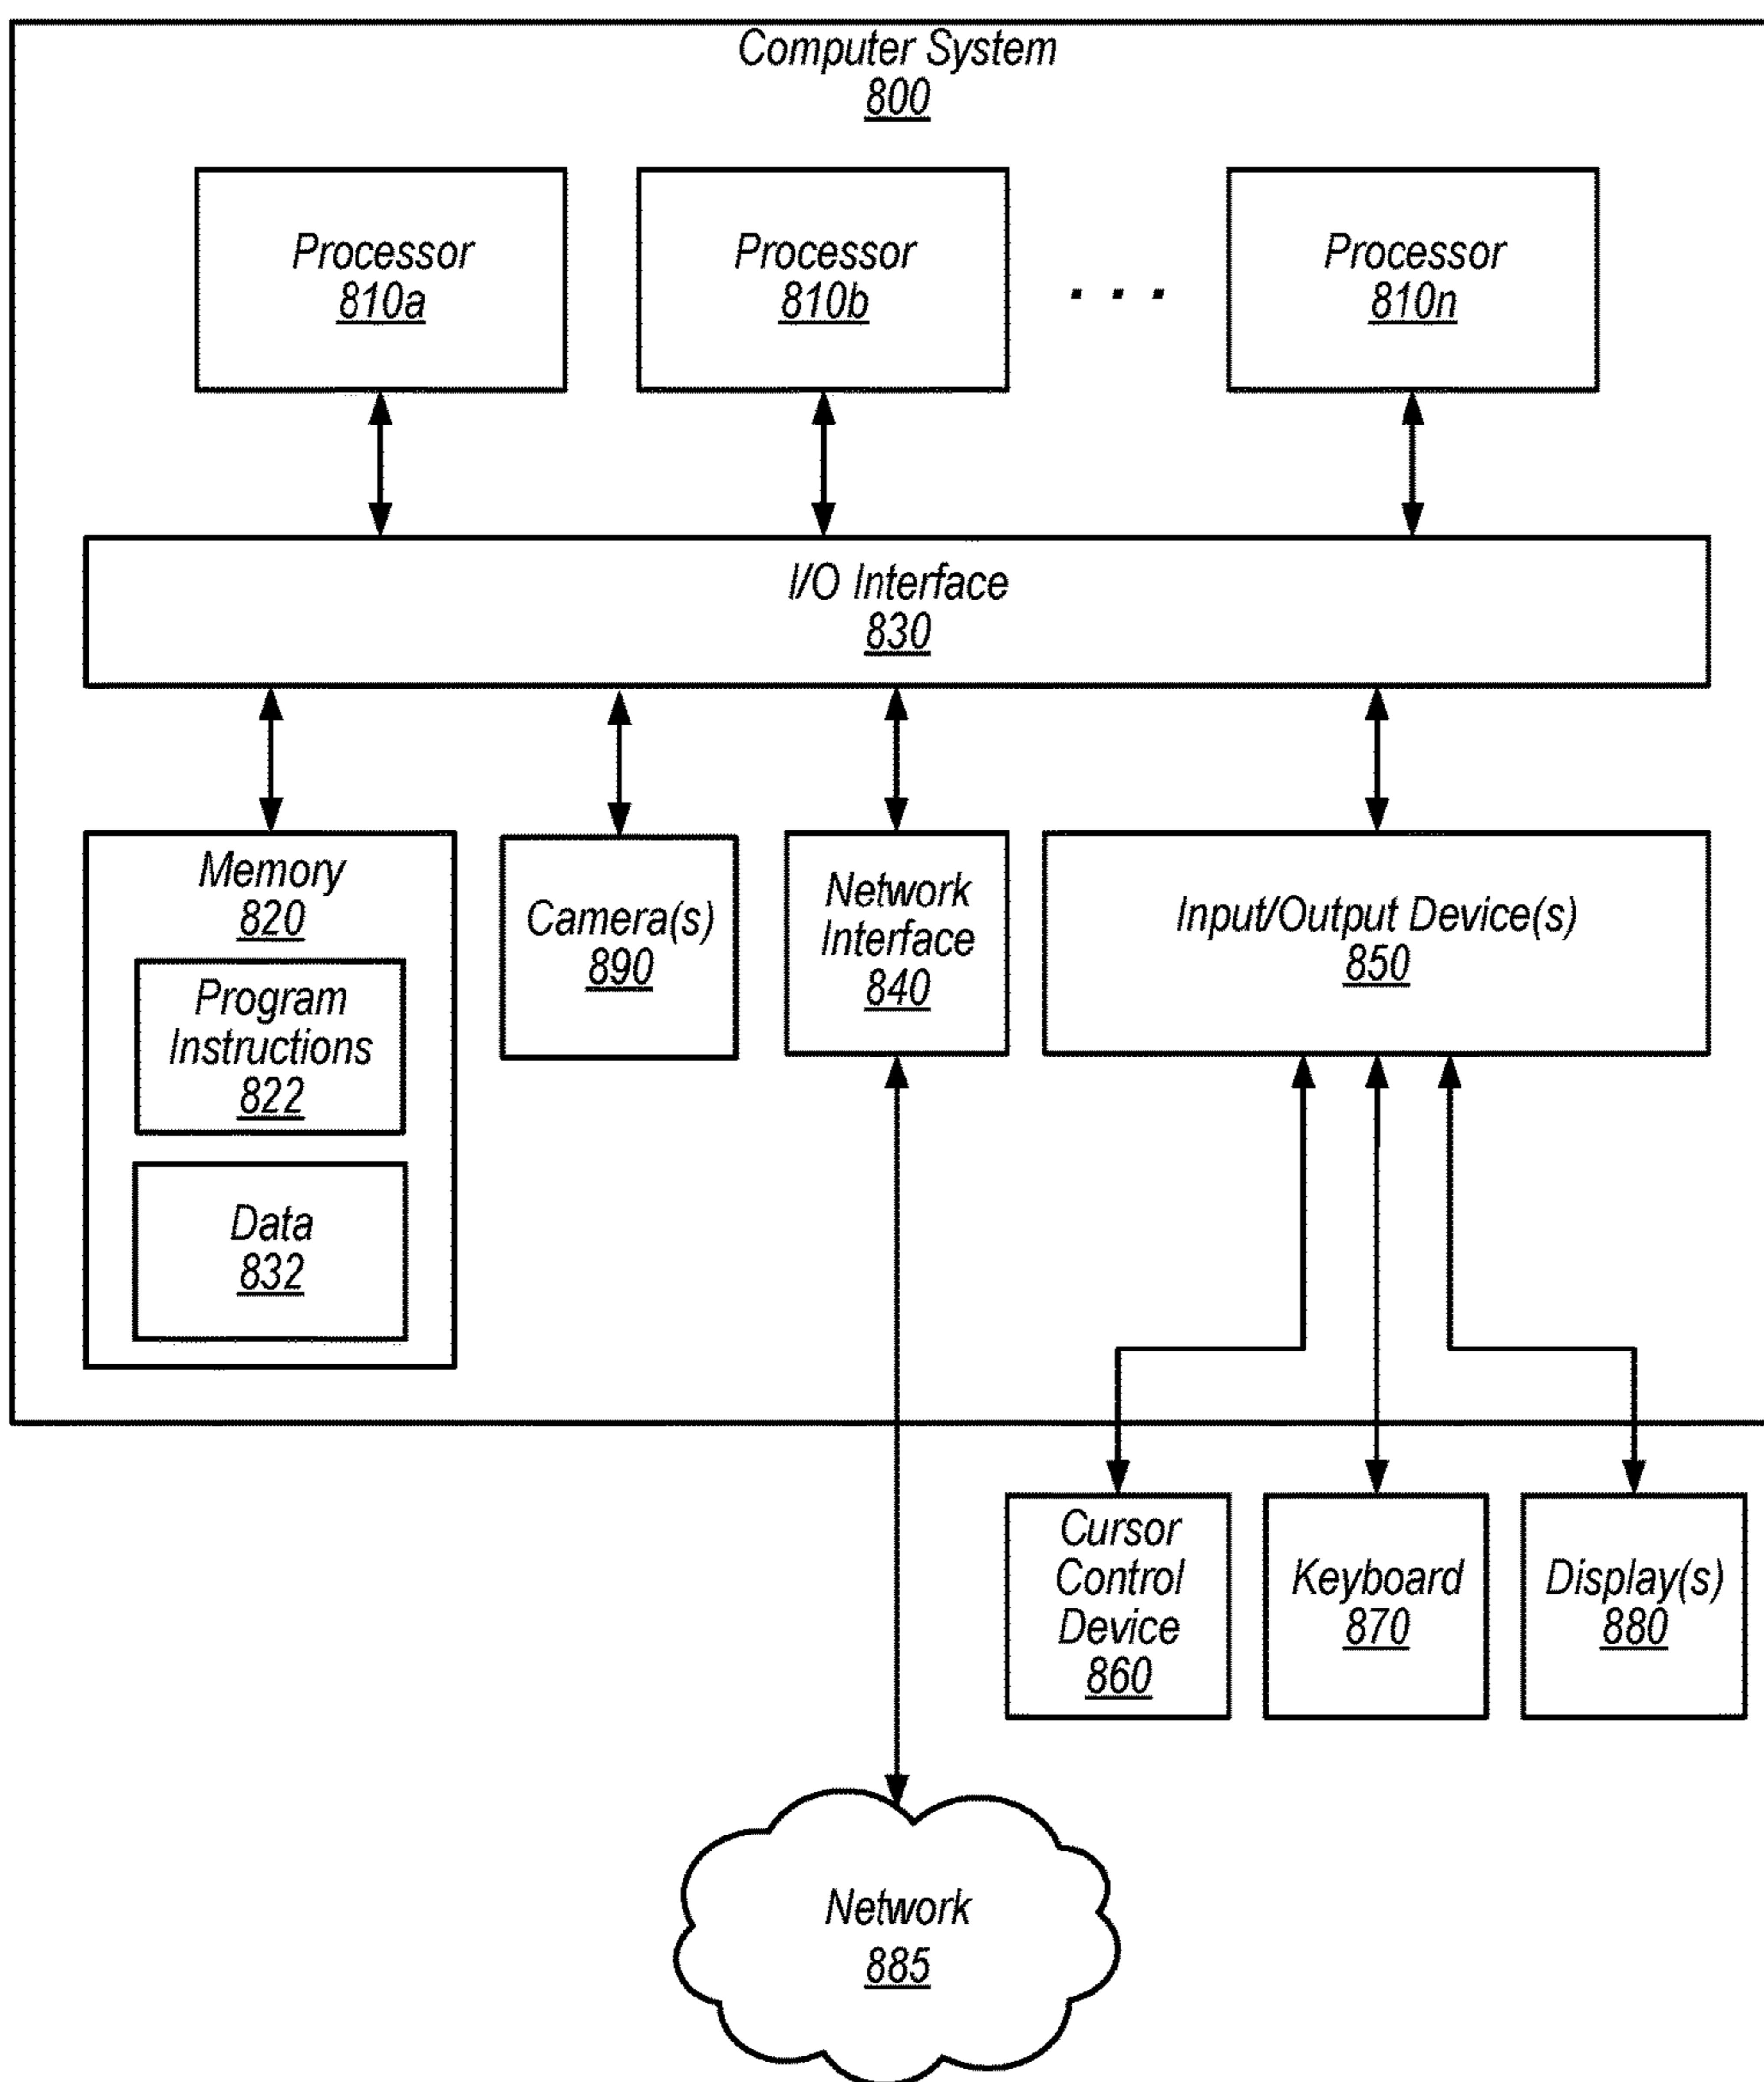 Computer System
800
Processor
810a
Processor
810b
. . .
Processor
810n
I/O Interface
830
Memory
820
Program
Instructions
822
Data
832
Camera(s)
890
Network
Interface
840
Input/Output Device(s)
850
Cursor
Control
Device
860
Keyboard
870
Display(s)
880
Network
885